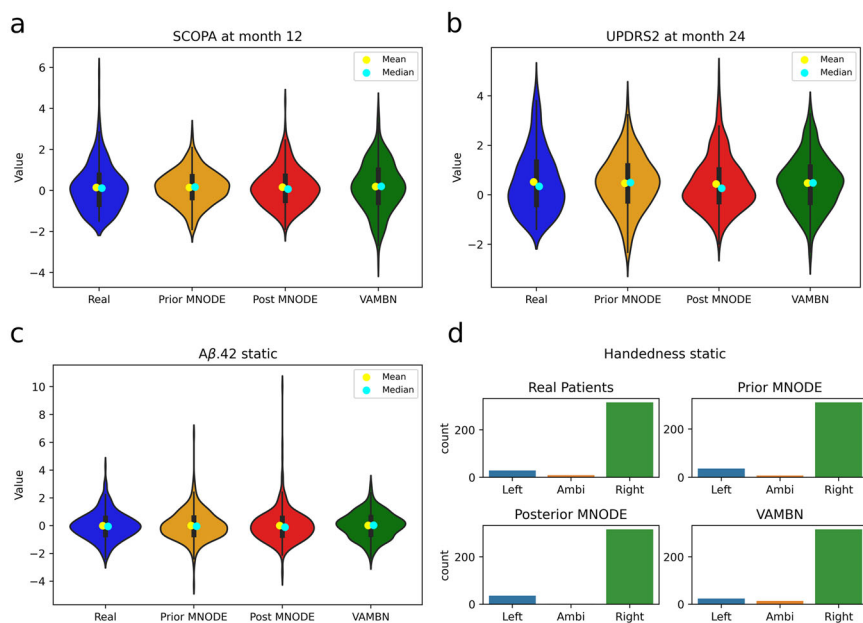 a
SCOPA at month 12
Value
6
4
2
0
−2
−4
Mean
Median
Real
Prior MNODE
Post MNODE
VAMBN
b
UPDRS2 at month 24
4
2
0
−2
Mean
Median
Real
Prior MNODE
Post MNODE
VAMBN
c
Aβ.42 static
Value
10
8
6
4
2
0
−2
−4
Mean
Median
Real
Prior MNODE
Post MNODE
VAMBN
d
Handedness static
Real Patients
count
200
0
Left
Ambi
Right
Prior MNODE
200
0
Left
Ambi
Right
Posterior MNODE
count
200
0
Left
Ambi
Right
VAMBN
200
0
Left
Ambi
Right